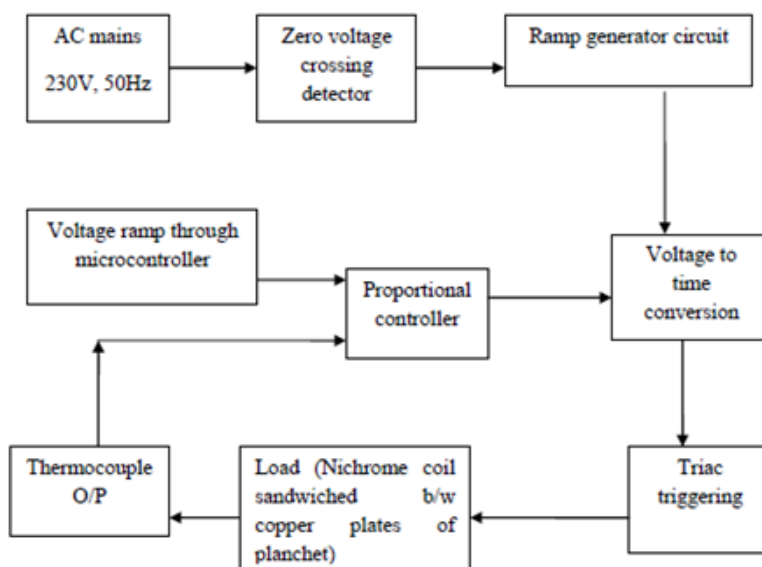 AC mains
230V, 50Hz
Zero voltage
crossing
detector
Ramp generator circuit
Voltage ramp through
microcontroller
Proportional
controller
Voltage to
time
conversion
Thermocouple
O/P
Load (Nichrome coil
sandwiched b/w
copper plates of
planchet)
Triac
triggering